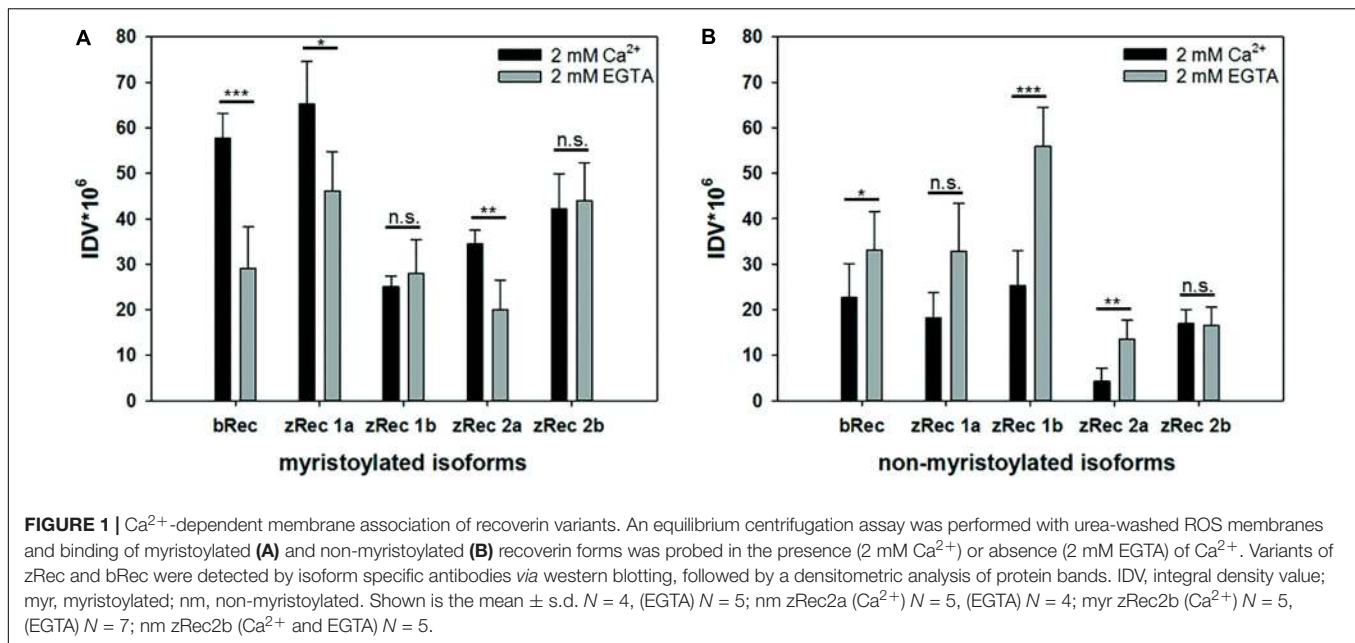 A
B
80
70
60
50
40
30
20
10
0
IDV*10⁶
2 mM Ca²⁺
2 mM EGTA
***
*
n.s.
**
n.s.
bRec zRec 1a zRec 1b zRec 2a zRec 2b
myristoylated isoforms
80
70
60
50
40
30
20
10
0
IDV*10⁶
2 mM Ca²⁺
2 mM EGTA
*
n.s.
***
**
n.s.
bRec zRec 1a zRec 1b zRec 2a zRec 2b
non-myristoylated isoforms
FIGURE 1 | Ca²⁺-dependent membrane association of recoverin variants. An equilibrium centrifugation assay was performed with urea-washed ROS membranes
and binding of myristoylated (A) and non-myristoylated (B) recoverin forms was probed in the presence (2 mM Ca²⁺) or absence (2 mM EGTA) of Ca²⁺. Variants of
zRec and bRec were detected by isoform specific antibodies via western blotting, followed by a densitometric analysis of protein bands. IDV, integral density value;
myr, myristoylated; nm, non-myristoylated. Shown is the mean ± s.d. N = 4, (EGTA) N = 5; nm zRec2a (Ca²⁺) N = 5, (EGTA) N = 4; myr zRec2b (Ca²⁺) N = 5,
(EGTA) N = 7; nm zRec2b (Ca²⁺ and EGTA) N = 5.